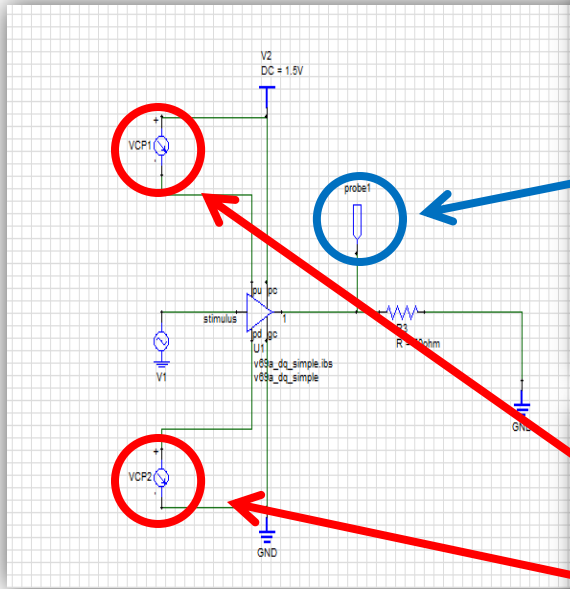 V2
DC = 1.5V
+
VCP1
-
probe1
pu pc
stimulus
1
pd gc
U1
v69a_dq_simple.ibs
v69a_dq_simple
V1
R3
GND
+
VCP2
-
GND